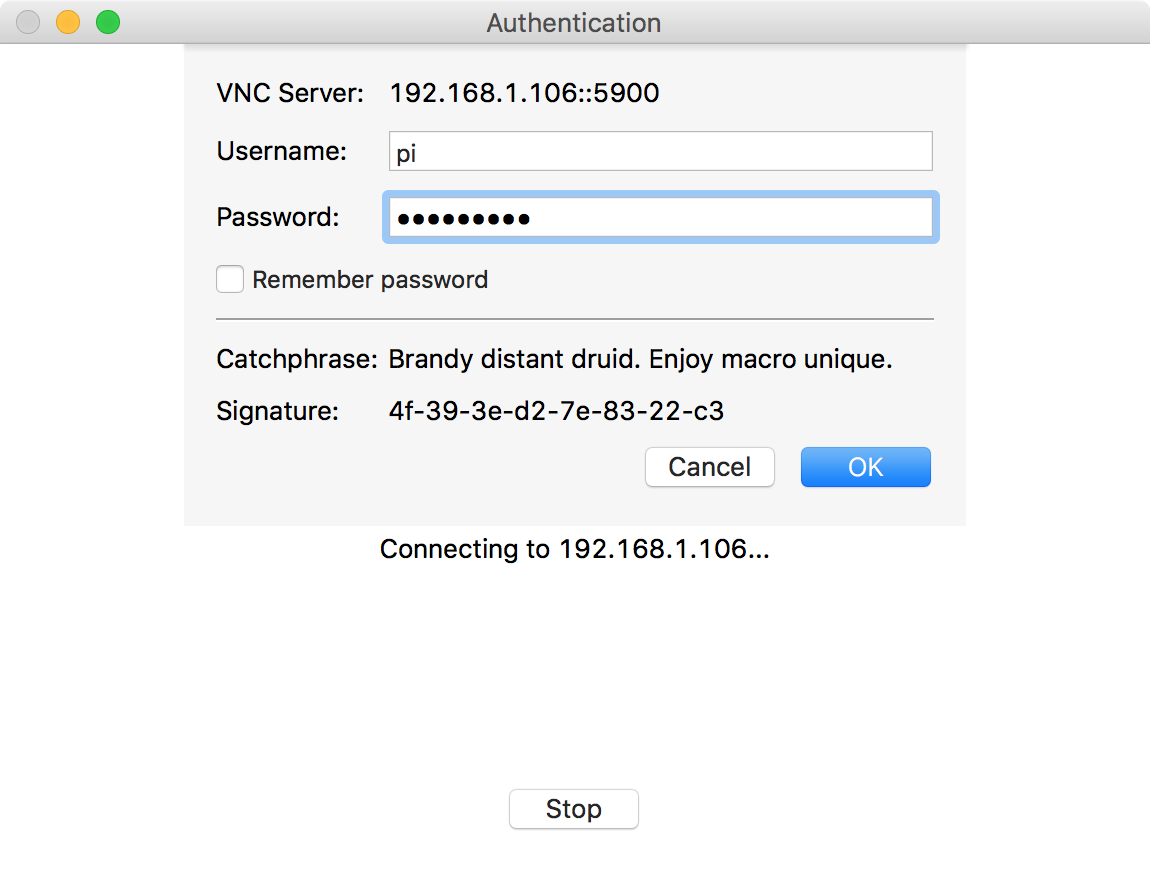 Authentication
VNC Server: 192.168.1.106::5900
Username: pi
Password: •••••••••
Remember password
Catchphrase: Brandy distant druid. Enjoy macro unique.
Signature: 4f-39-3e-d2-7e-83-22-c3
Cancel OK
Connecting to 192.168.1.106...
Stop